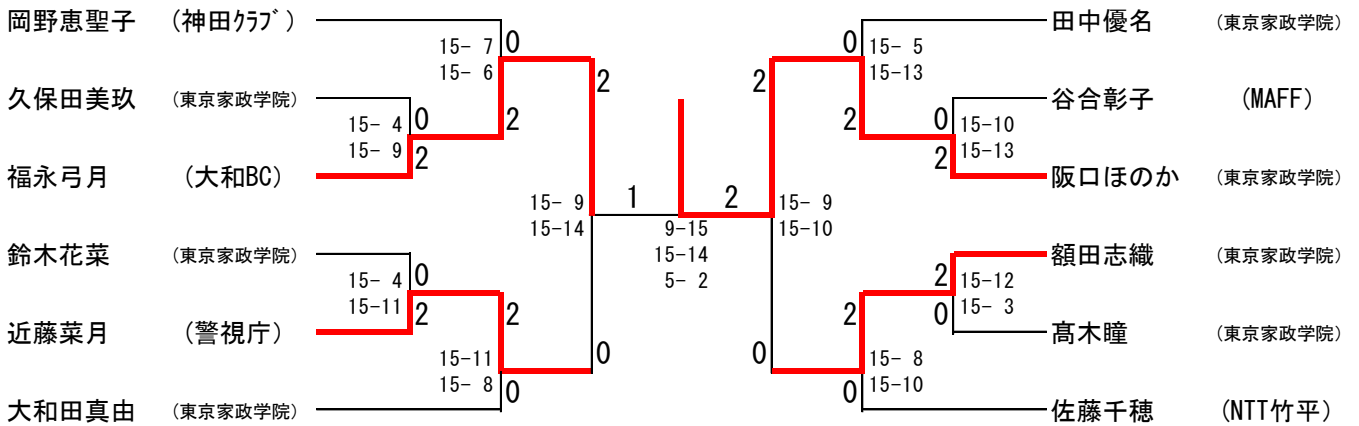 岡野恵聖子 (神田ｸﾗﾌﾞ) 0 0 田中優名 (東京家政学院)
15- 7 15- 5
15- 6 2 2 15-13
久保田美玖 (東京家政学院) 谷合彰子 (MAFF)
15- 4 0 2 2 0 15-10
15- 9 2 2 15-13
福永弓月 (大和BC) 阪口ほのか (東京家政学院)
15- 9 1 2 15- 9
15-14 9-15 15-10
鈴木花菜 (東京家政学院) 15-14 額田志織 (東京家政学院)
15- 4 0 5- 2 2 15-12
15-11 2 2 2 0 15- 3
近藤菜月 (警視庁) 髙木瞳 (東京家政学院)
15-11 0 0 15- 8
15- 8 0 0 15-10
大和田真由 (東京家政学院) 佐藤千穂 (NTT竹平)